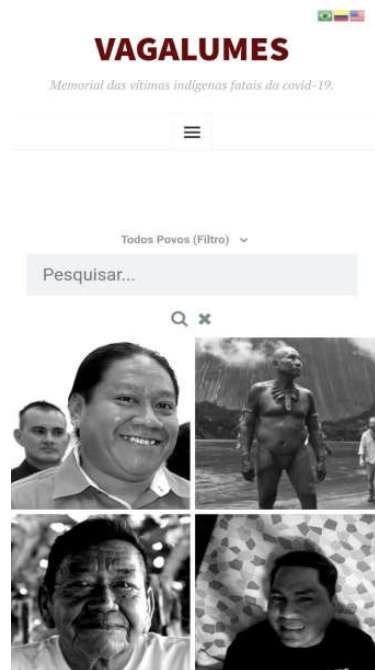 VAGALUMES
Memorial das vítimas indígenas fatais da covid-19.
Todos Povos (Filtro)
Pesquisar...